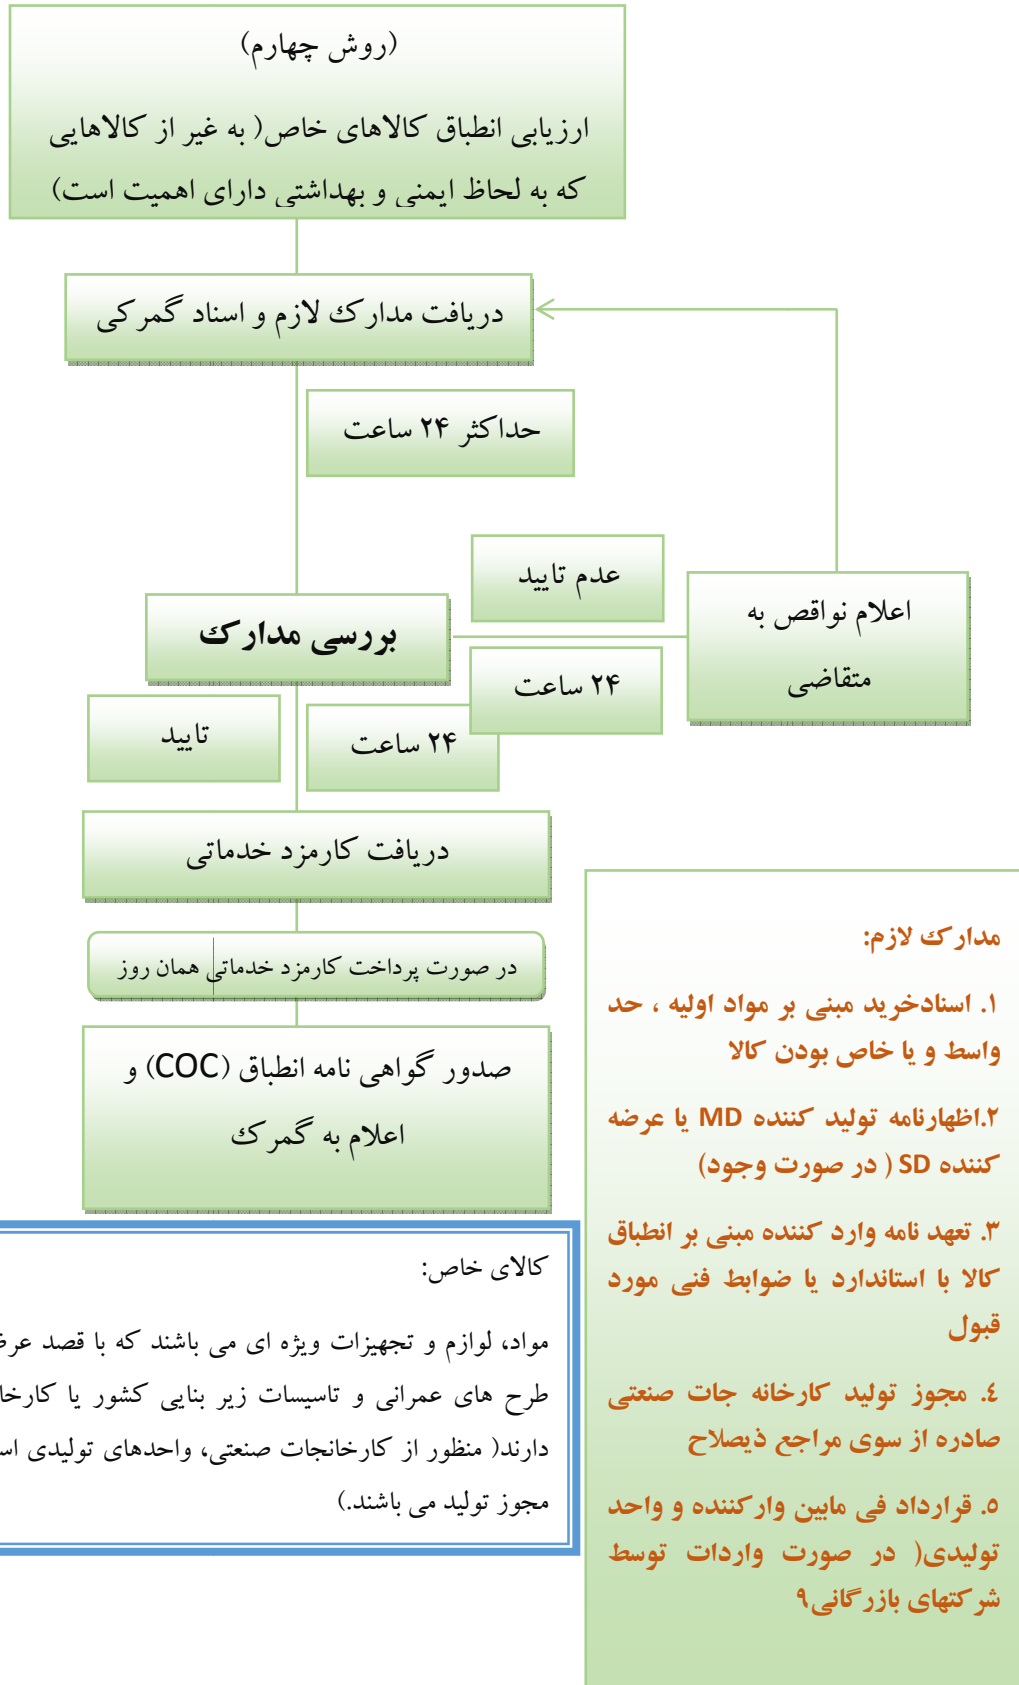 (روش چهارم)
ارزیابی انطباق کالاهای خاص( به غیر از کالاهایی
که به لحاظ ایمنی و بهداشتی دارای اهمیت است)
دریافت مدارک لازم و اسناد گمرکی
حداکثر ۲۴ ساعت
عدم تایید
اعلام نواقص به
متقاضی
بررسی مدارک
۲۴ ساعت
تایید
۲۴ ساعت
دریافت کارمزد خدماتی
در صورت پرداخت کارمزد خدماتی همان روز
صدور گواهی نامه انطباق (COC) و
اعلام به گمرک
مدارک لازم:
۱. اسنادخرید مبنی بر مواد اولیه ، حد
واسط و یا خاص بودن کالا
۲.اظهارنامه تولید کننده MD یا عرضه
کننده SD ( در صورت وجود)
۳. تعهد نامه وارد کننده مبنی بر انطباق
کالا با استاندارد یا ضوابط فنی مورد
قبول
٤. مجوز تولید کارخانه جات صنعتی
صادره از سوی مراجع ذیصلاح
٥. قرارداد فی مابین وارکننده و واحد
تولیدی( در صورت واردات توسط
شرکتهای بازرگانی۹
کالای خاص:
مواد، لوازم و تجهیزات ویژه ای می باشند که با قصد
طرح های عمرانی و تاسیسات زیر بنایی کشور یا
دارند( منظور از کارخانجات صنعتی، واحدهای تولیدی
مجوز تولید می باشند.)